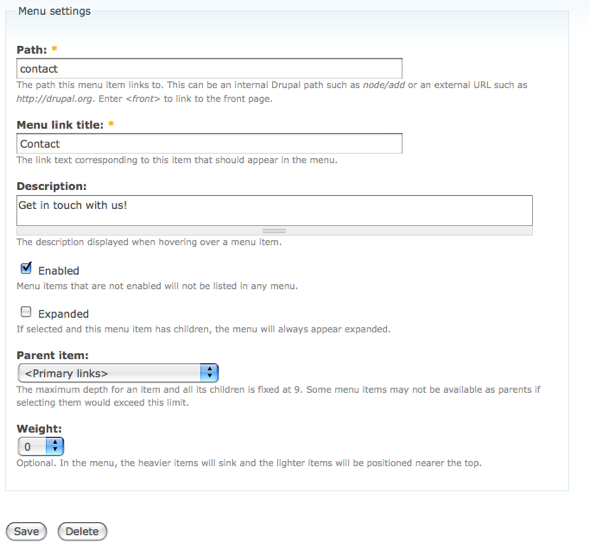 Menu settings
Path: *
contact
The path this menu item links to. This can be an internal Drupal path such as node/add or an external URL such as
http://drupal.org. Enter <front> to link to the front page.
Menu link title: *
Contact
The link text corresponding to this item that should appear in the menu.
Description:
Get in touch with us!
The description displayed when hovering over a menu item.
Enabled
Menu items that are not enabled will not be listed in any menu.
Expanded
If selected and this menu item has children, the menu will always appear expanded.
Parent item:
<Primary links>
The maximum depth for an item and all its children is fixed at 9. Some menu items may not be available as parents if
selecting them would exceed this limit.
Weight:
0
Optional. In the menu, the heavier items will sink and the lighter items will be positioned nearer the top.
Save Delete